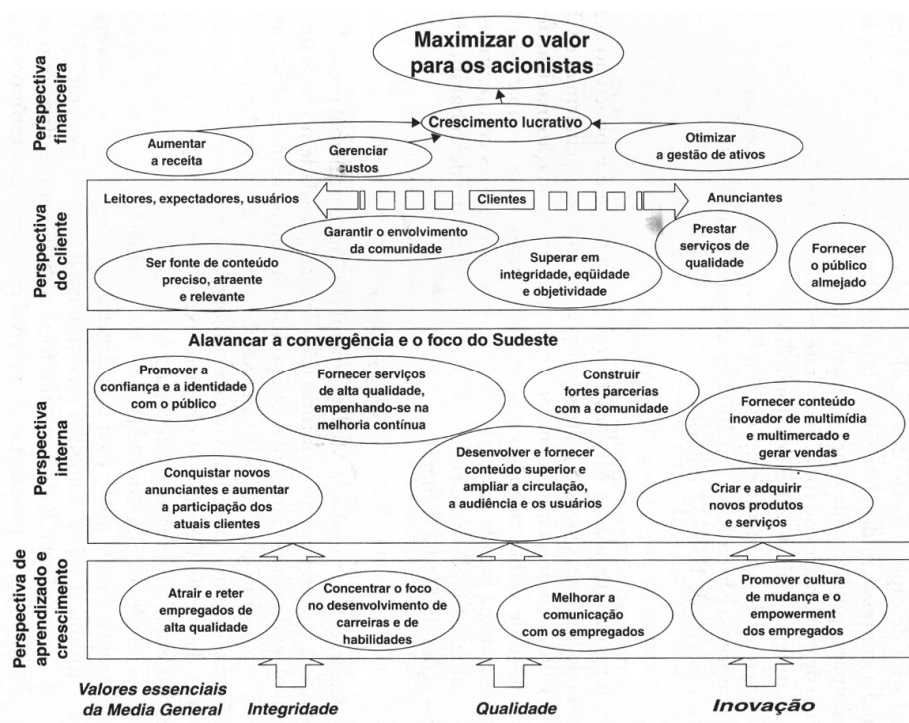 Maximizar o valor
para os acionistas
Perspectiva
financeira
Crescimento lucrativo
Aumentar
a receita
Gerenciar
custos
Otimizar
a gestão de ativos
Perspectiva
do cliente
Leitores, expectadores, usuários
Clientes
Anunciantes
Garantir o envolvimento
da comunidade
Prestar
serviços de
qualidade
Ser fonte de conteúdo
preciso, atraente
e relevante
Superar em
integridade, eqüidade
e objetividade
Fornecer
o público
almejado
Perspectiva
interna
Alavancar a convergência e o foco do Sudeste
Promover a
confiança e a identidade
com o público
Fornecer serviços
de alta qualidade,
empenhando-se na
melhoria contínua
Construir
fortes parcerias
com a comunidade
Fornecer conteúdo
inovador de multimídia
e multimercado e
gerar vendas
Conquistar novos
anunciantes e aumentar
a participação dos
atuais clientes
Desenvolver e fornecer
conteúdo superior e
ampliar a circulação,
a audiência e os usuários
Criar e adquirir
novos produtos
e serviços
Perspectiva de
aprendizado e
crescimento
Atrair e reter
empregados de
alta qualidade
Concentrar o foco
no desenvolvimento de
carreiras e de
habilidades
Melhorar a
comunicação
com os empregados
Promover cultura
de mudança e o
empowerment
dos empregados
Valores essenciais
da Media General
Integridade
Qualidade
Inovação